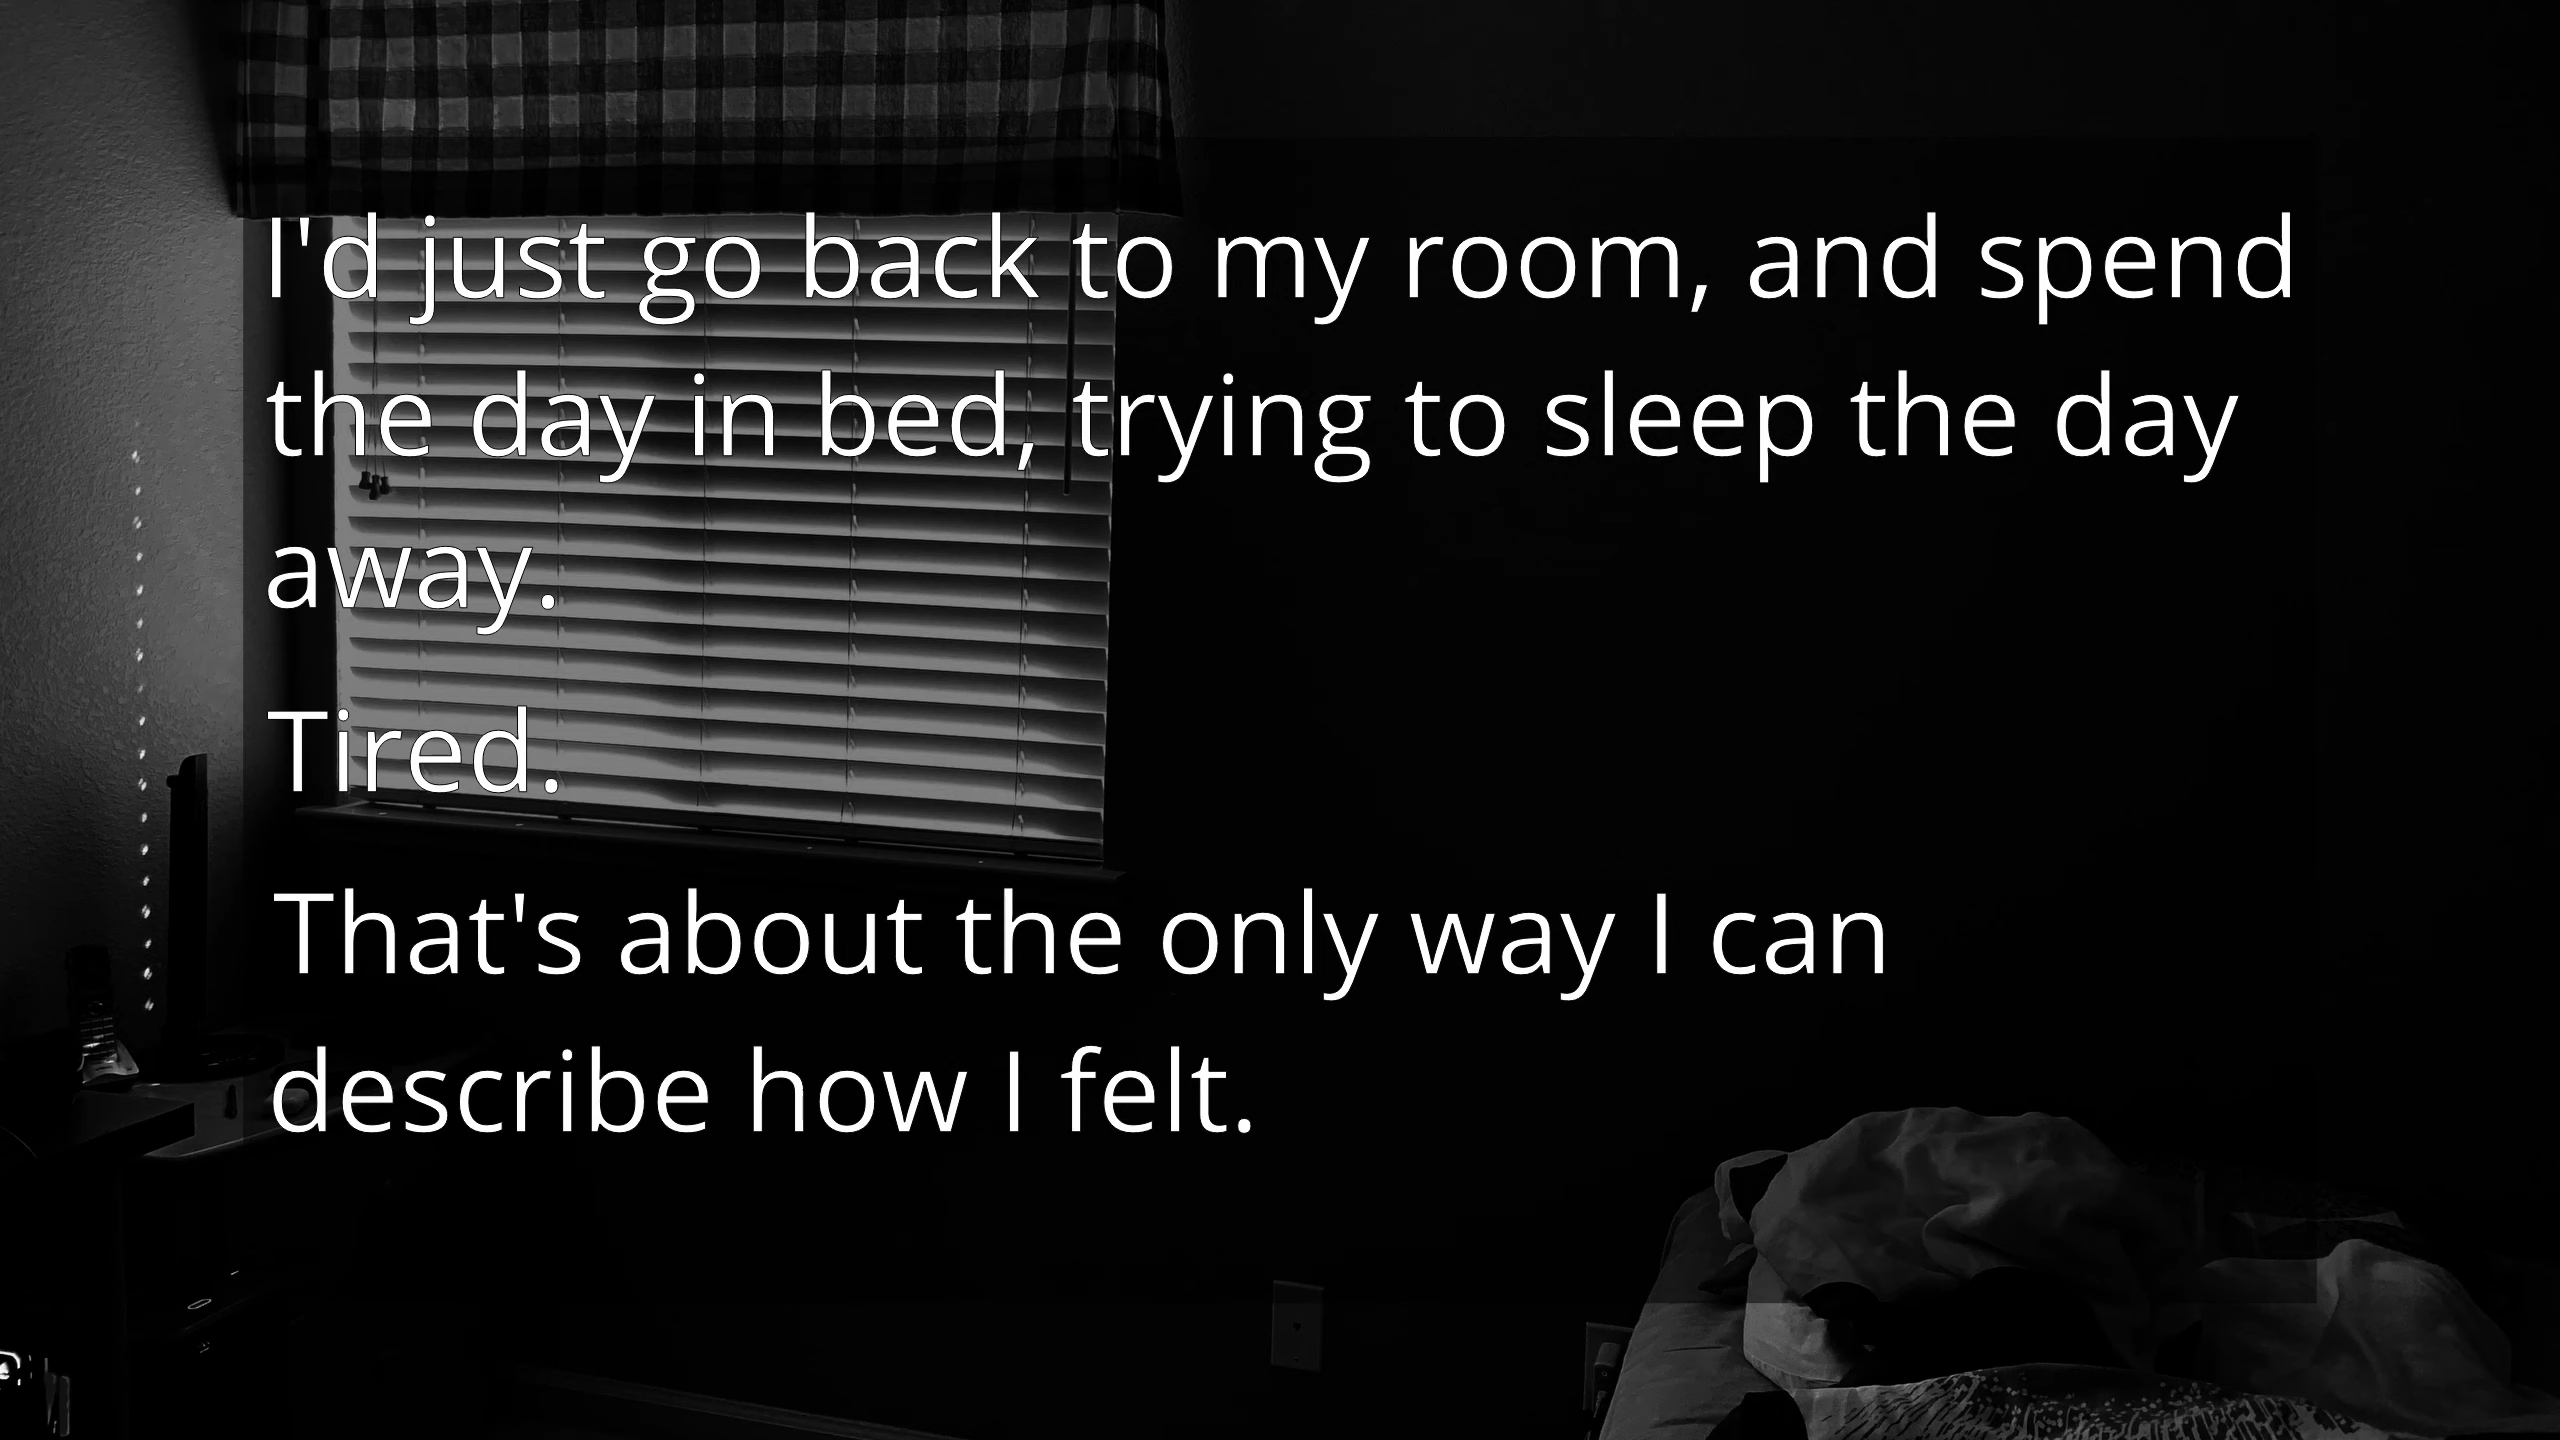 I'd just go back to my room, and spend
the day in bed, trying to sleep the day
away.
Tired.
That's about the only way I can
describe how I felt.